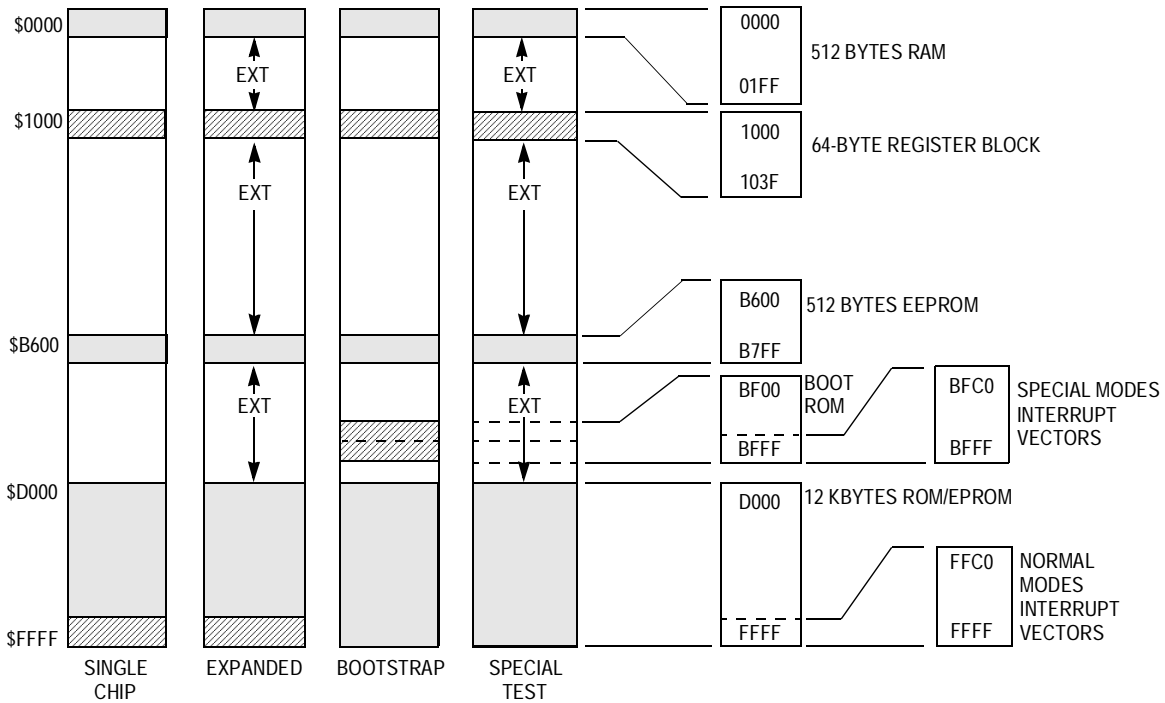 $0000
$1000
$B600
$D000
$FFFF
EXT
EXT
EXT
EXT
EXT
EXT
SINGLE
CHIP
EXPANDED
BOOTSTRAP
SPECIAL
TEST
0000
01FF
512 BYTES RAM
1000
103F
64-BYTE REGISTER BLOCK
B600
B7FF
512 BYTES EEPROM
BF00
BFFF
BOOT
ROM
BFC0
BFFF
SPECIAL MODES
INTERRUPT
VECTORS
D000
FFFF
12 KBYTES ROM/EPROM
FFC0
FFFF
NORMAL
MODES
INTERRUPT
VECTORS